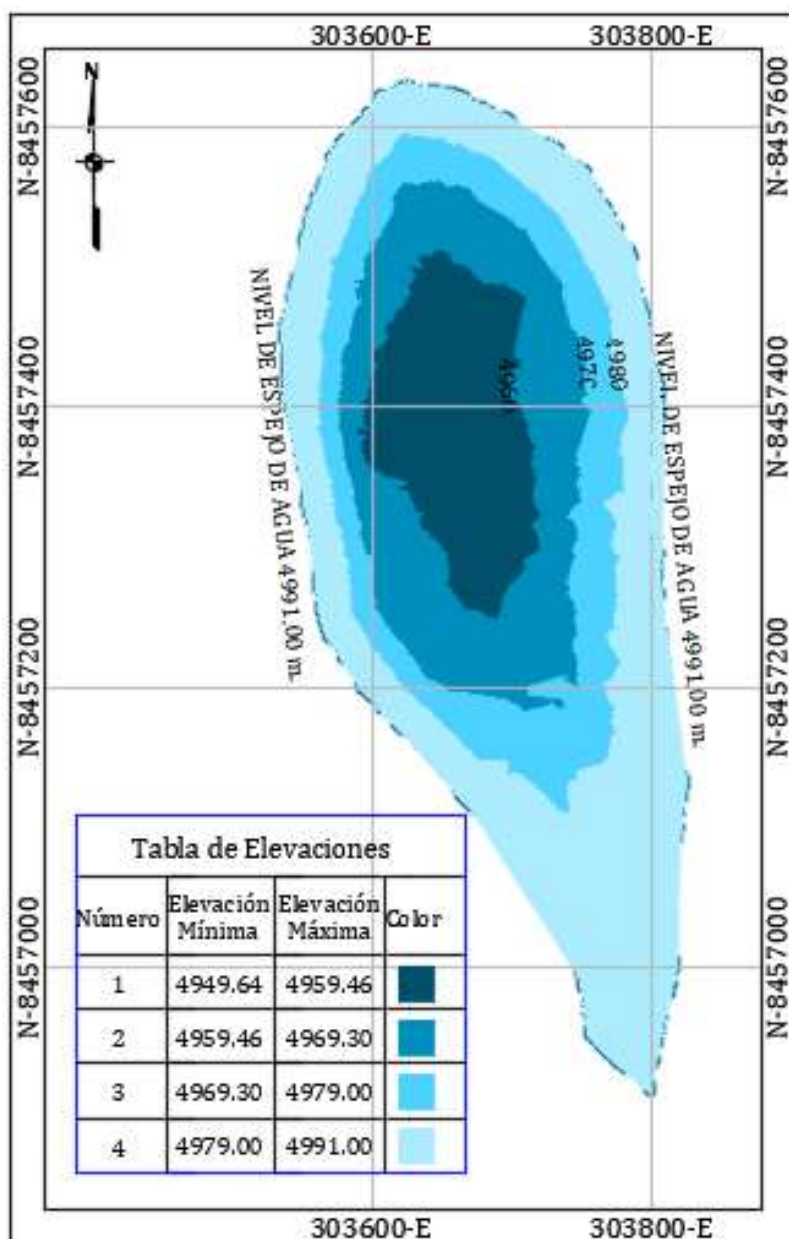 303600-E 303800-E
N
N-8457600 N-8457600
N-8457400 N-8457400
N-8457200 N-8457200
N-8457000 N-8457000
NIVEL DE ESPEJO DE AGUA 4991.00 m.
4980
NIVEL DE ESPEJO DE AGUA 4991.00 m.
Tabla de Elevaciones
Número Elevación Mínima Elevación Máxima Color
1 4949.64 4959.46
2 4959.46 4969.30
3 4969.30 4979.00
4 4979.00 4991.00
303600-E 303800-E